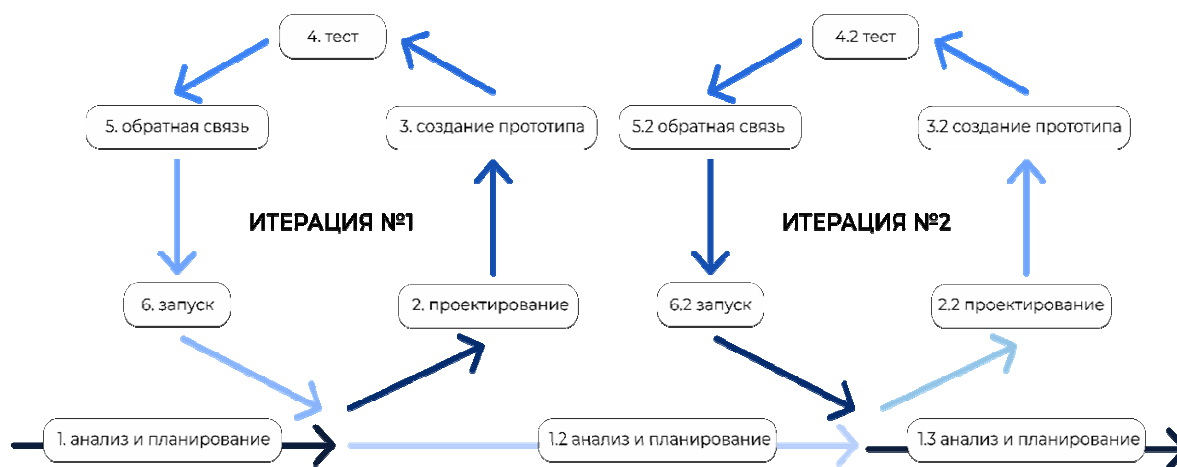 4. тест
4.2 тест
5. обратная связь
3. создание прототипа
5.2 обратная связь
3.2 создание прототипа
ИТЕРАЦИЯ №1
ИТЕРАЦИЯ №2
6. запуск
2. проектирование
6.2 запуск
2.2 проектирование
1. анализ и планирование
1.2 анализ и планирование
1.3 анализ и планирование